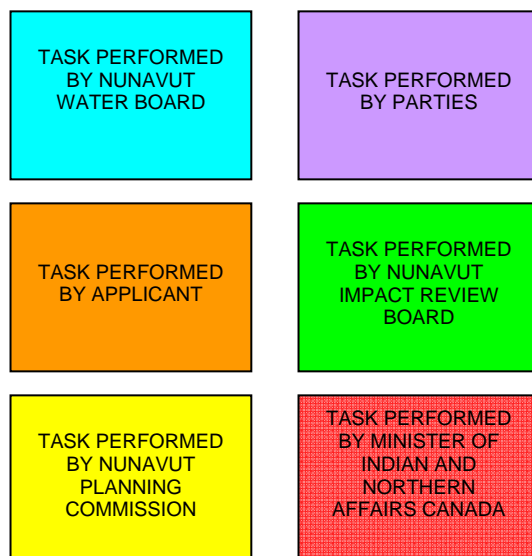 TASK PERFORMED
BY NUNAVUT
WATER BOARD
TASK PERFORMED
BY PARTIES
TASK PERFORMED
BY APPLICANT
TASK PERFORMED
BY NUNAVUT
IMPACT REVIEW
BOARD
TASK PERFORMED
BY NUNAVUT
PLANNING
COMMISSION
TASK PERFORMED
BY MINISTER OF
INDIAN AND
NORTHERN
AFFAIRS CANADA